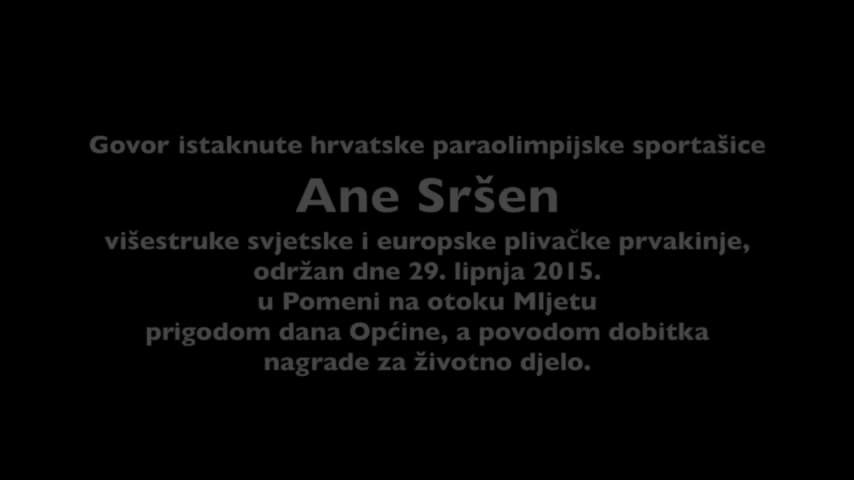 Govor istaknute hrvatske paraolimpijske sportašice
Ane Sršen
višestruke svjetske i europske plivačke prvakinje,
održan dne 29. lipnja 2015.
u Pomeni na otoku Mljetu
prigodom dana Općine, a povodom dobitka
nagrade za životno djelo.